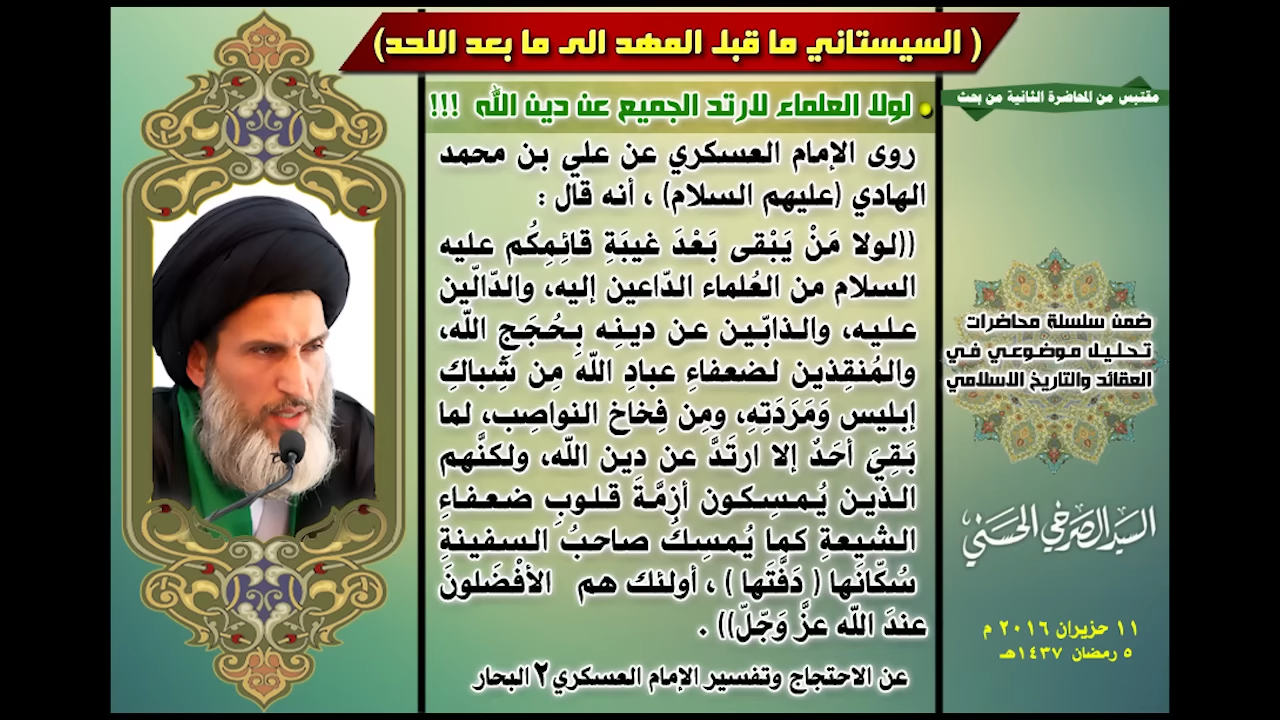 ( السيستاني ما قبل المهد الى ما بعد اللحد)
مقتبس من المحاضرة الثانية من بحث
لولا العلماء لارتد الجميع عن دين الله !!!
روى الإمام العسكري عن علي بن محمد
الهادي (عليهم السلام) ، أنه قال :
((لولا مَنْ يَبْقى بَعْدَ غيبَةِ قائِمِكُم عليه
السلام من العُلماء الدّاعين إليه، والدّالّين
عليه، والذابّين عن دينِه بِحُجَجِ اللّه،
والمُنقِذين لضعفاءِ عبادِ اللّه مِن شِباكِ
إبليس وَمَرَدَتِهِ، ومِن فِخاخ النواصِب، لما
بَقِيَ أحَدٌ إلا ارتَدَّ عن دين اللّه، ولكنَّهم
الذين يُمسِكون أزِمَّةَ قلوبِ ضعفاءِ
الشيعةِ كما يُمسِكُ صاحبُ السفينةِ
سُكّانَها ( دَفَّتَها ) ، أولئك هم الأفْضَلونَ
عندَ اللّه عزَّ وَجّلّ)) .
عن الاحتجاج وتفسير الإمام العسكري ٢ البحار
ضمن سلسلة محاضرات
تحليل موضوعي في
العقائد والتاريخ الاسلامي
السيد الصرخي الحسني
١١ حزيران ٢٠١٦ م
٥ رمضان ١٤٣٧هـ